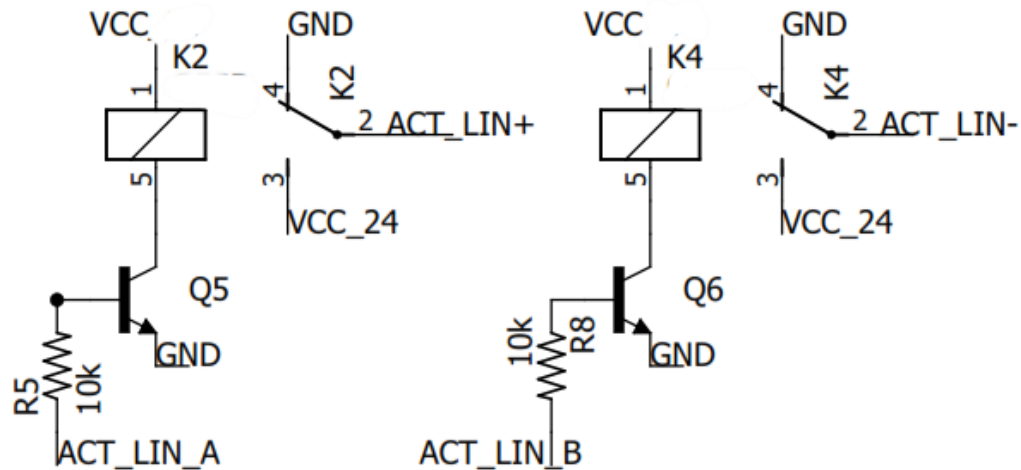 VCC
K2
1
5
GND
4
K2
2
ACT_LIN+
3
VCC_24
Q5
GND
R5
10k
ACT_LIN_A
VCC
K4
1
5
GND
4
K4
2
ACT_LIN-
3
VCC_24
Q6
GND
10k
R8
ACT_LIN_B